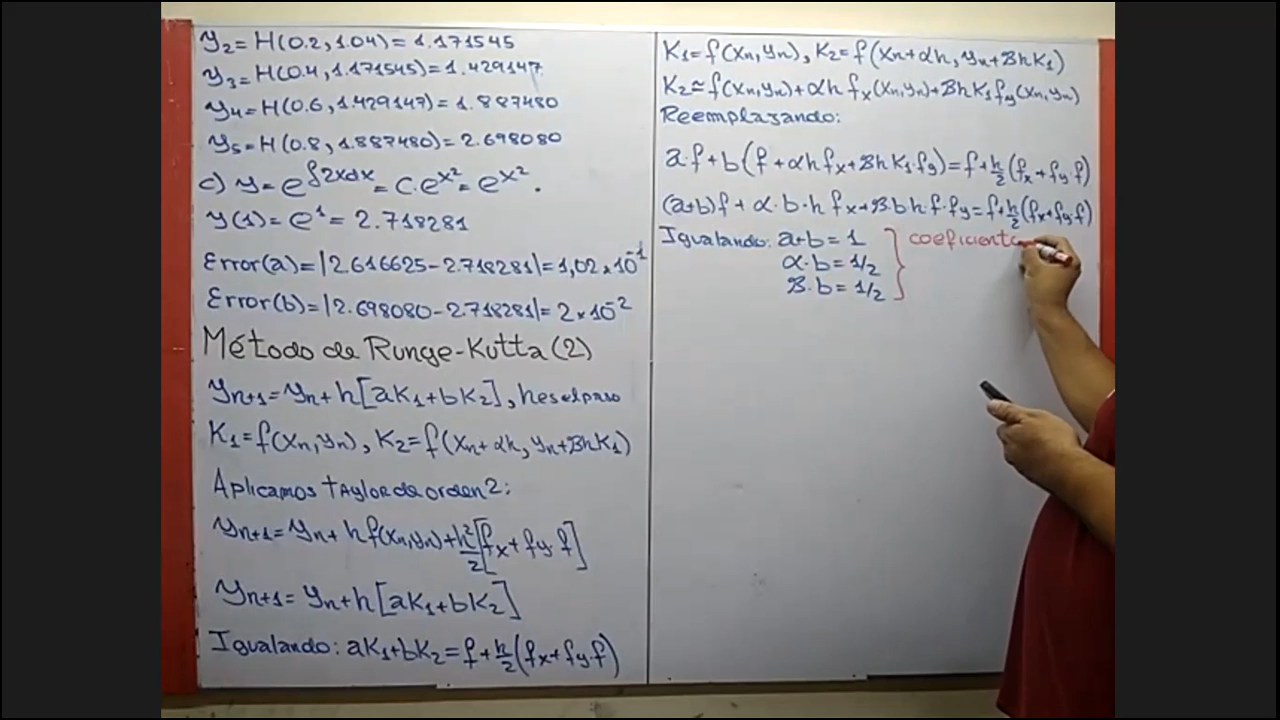 y₂ = H(0.2, 1.04) = 1.171545
y₃ = H(0.4, 1.171545) = 1.429147
y₄ = H(0.6, 1.429147) = 1.887480
y₅ = H(0.8, 1.887480) = 2.698080
c) y = e^∫2xdx = c.e^x² = e^x².
y(1) = e¹ = 2.718281
Error(a) = |2.616625 - 2.718281| = 1,02 x 10⁻¹
Error(b) = |2.698080 - 2.718281| = 2 x 10⁻²
Método de Runge-Kutta (2)
yₙ₊₁ = yₙ + h[aK₁ + bK₂], h es el paso
K₁ = f(xₙ, yₙ), K₂ = f(xₙ + αh, yₙ + βhK₁)
Aplicamos Taylor de orden 2:
yₙ₊₁ = yₙ + h f(xₙ, yₙ) + h²/2 [fx + fy.f]
yₙ₊₁ = yₙ + h[aK₁ + bK₂]
Igualando: aK₁ + bK₂ = f + h/2 (fx + fy.f)
K₁ = f(xₙ, yₙ), K₂ = f(xₙ + αh, yₙ + βhK₁)
K₂ ≃ f(xₙ, yₙ) + αh fx(xₙ, yₙ) + βhK₁fy(xₙ, yₙ)
Reemplazando:
a.f + b(f + αh fx + βhK₁.fy) = f + h/2 (fx + fy.f)
(a+b)f + α.b.h fx + β.b h.f.fy = f + h/2 (fx + fy.f)
Igualando: a+b = 1 } coeficiente
α.b = 1/2
β.b = 1/2